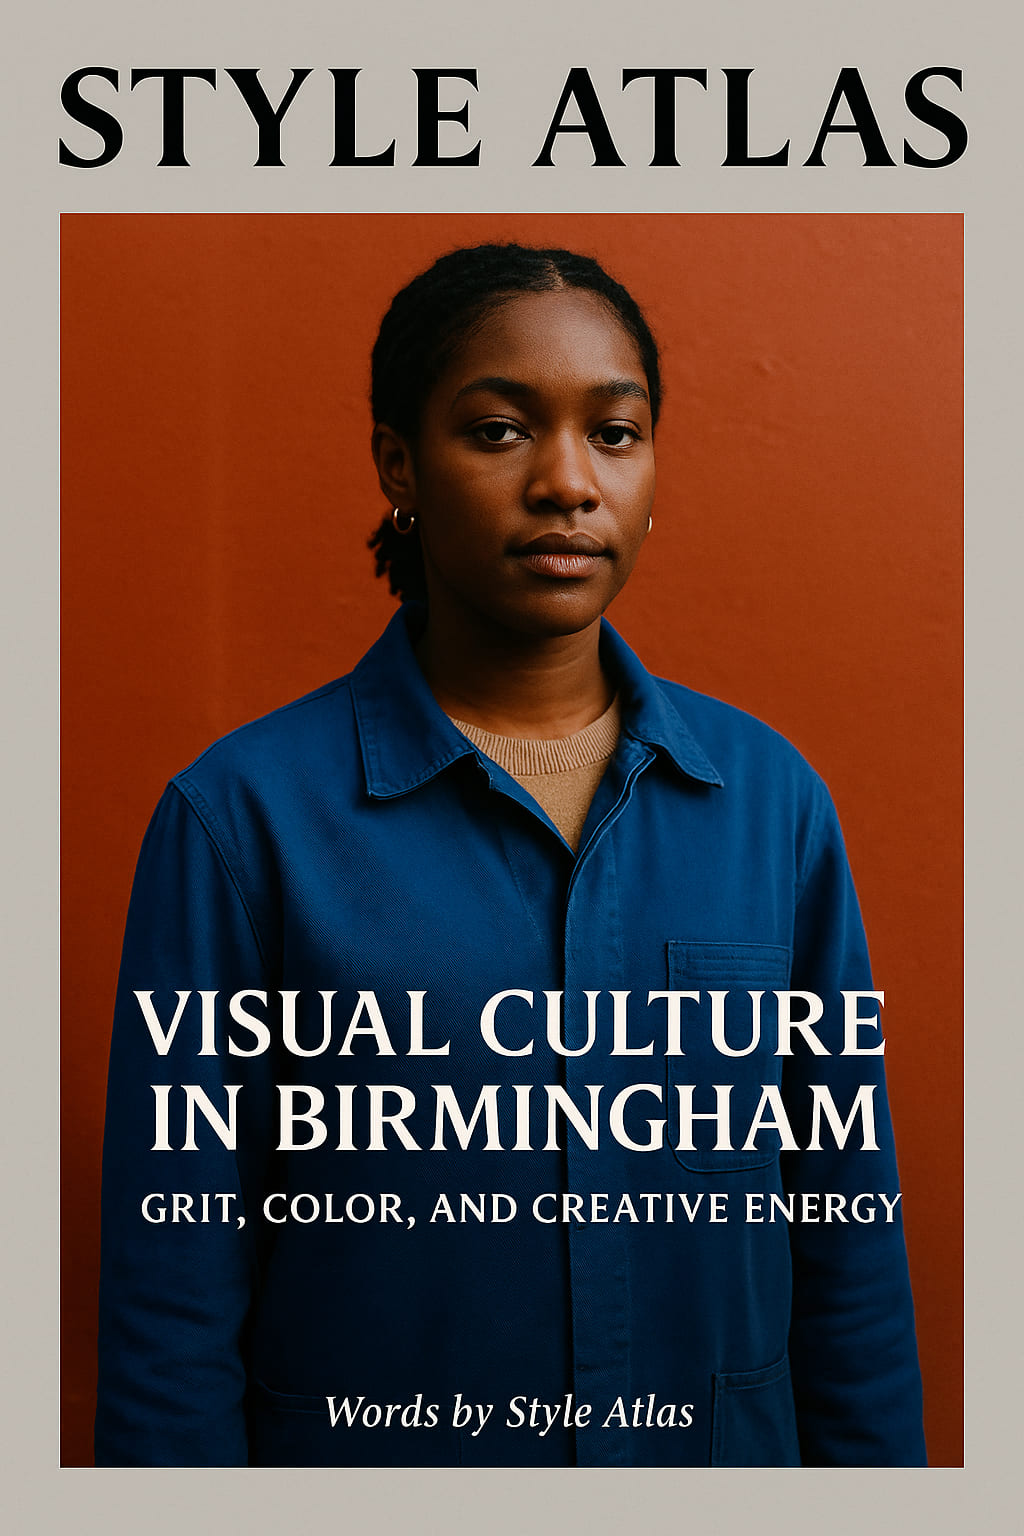 STYLE ATLAS
VISUAL CULTURE
IN BIRMINGHAM
GRIT, COLOR, AND CREATIVE ENERGY
Words by Style Atlas